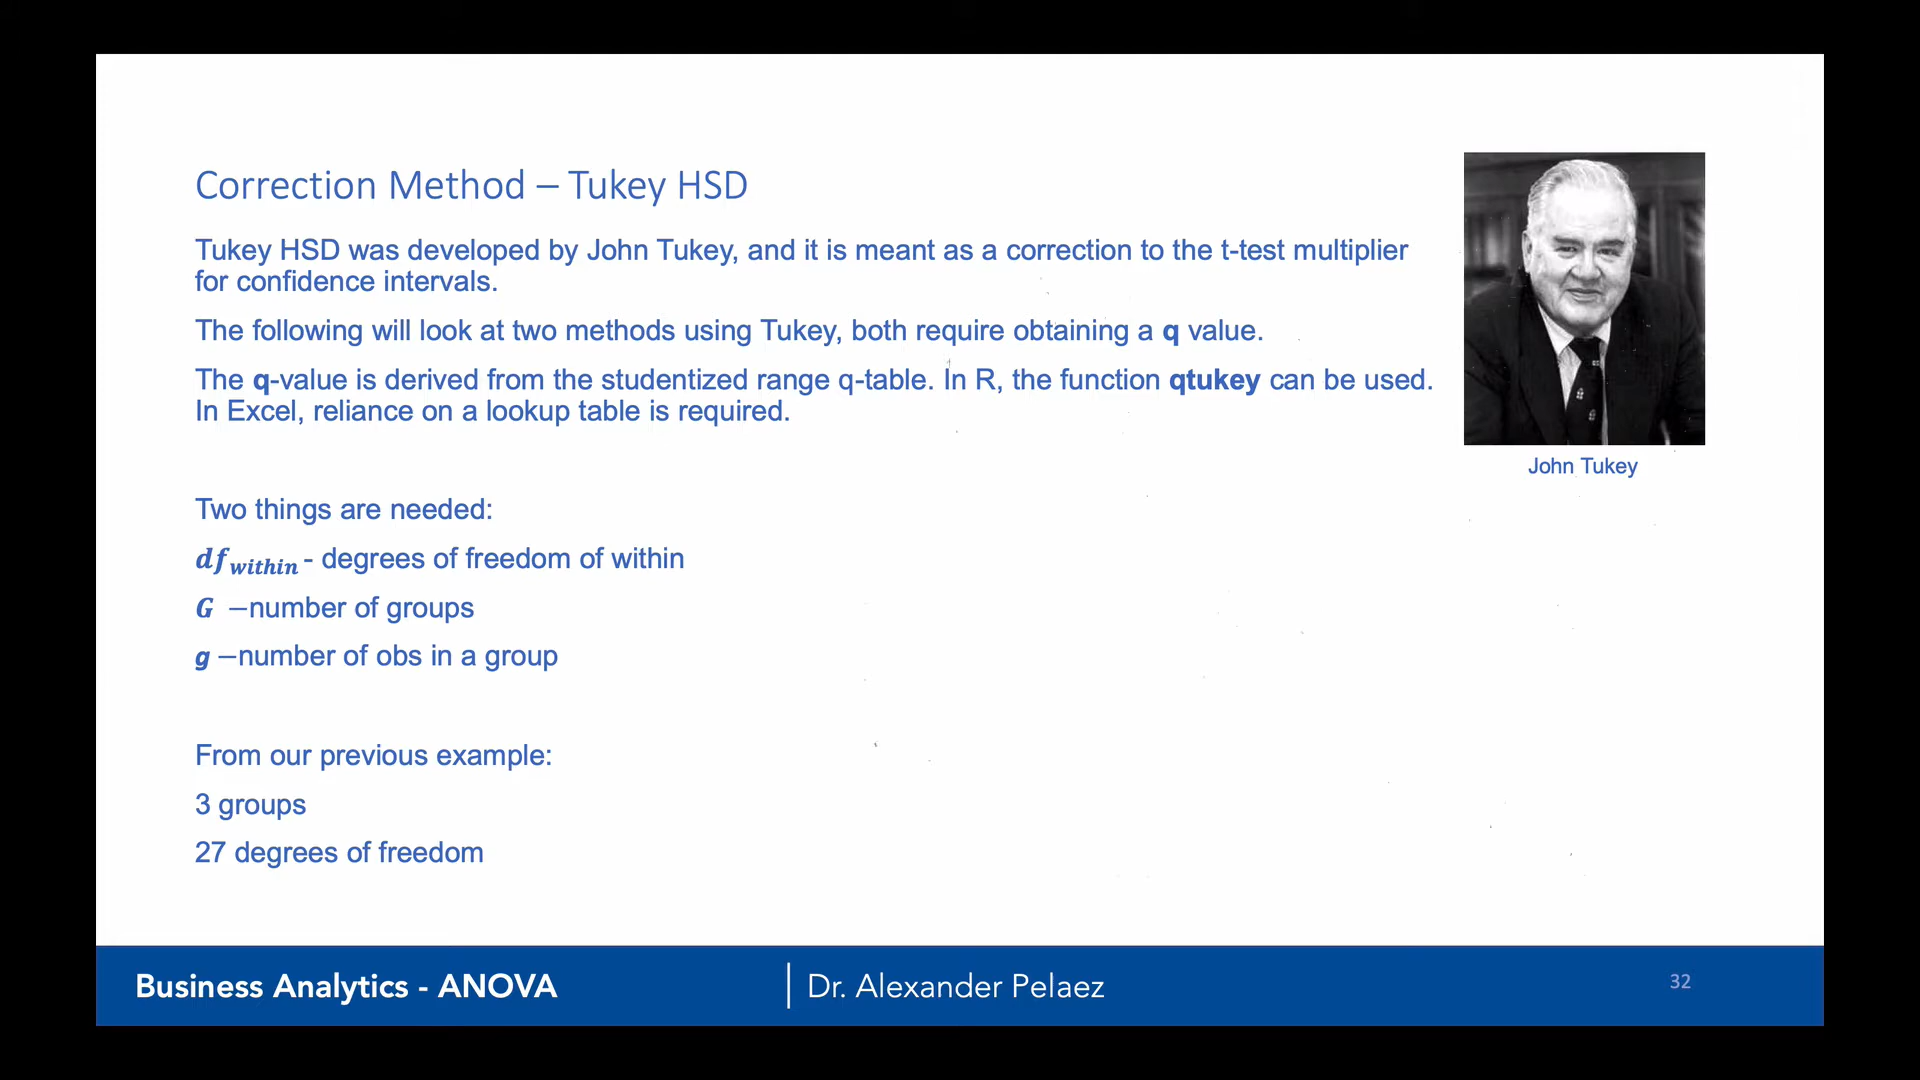 Correction Method – Tukey HSD
Tukey HSD was developed by John Tukey, and it is meant as a correction to the t-test multiplier
for confidence intervals.
The following will look at two methods using Tukey, both require obtaining a q value.
The q-value is derived from the studentized range q-table. In R, the function qtukey can be used.
In Excel, reliance on a lookup table is required.
John Tukey
Two things are needed:
df_within - degrees of freedom of within
G –number of groups
g –number of obs in a group
From our previous example:
3 groups
27 degrees of freedom
Business Analytics - ANOVA
Dr. Alexander Pelaez
32